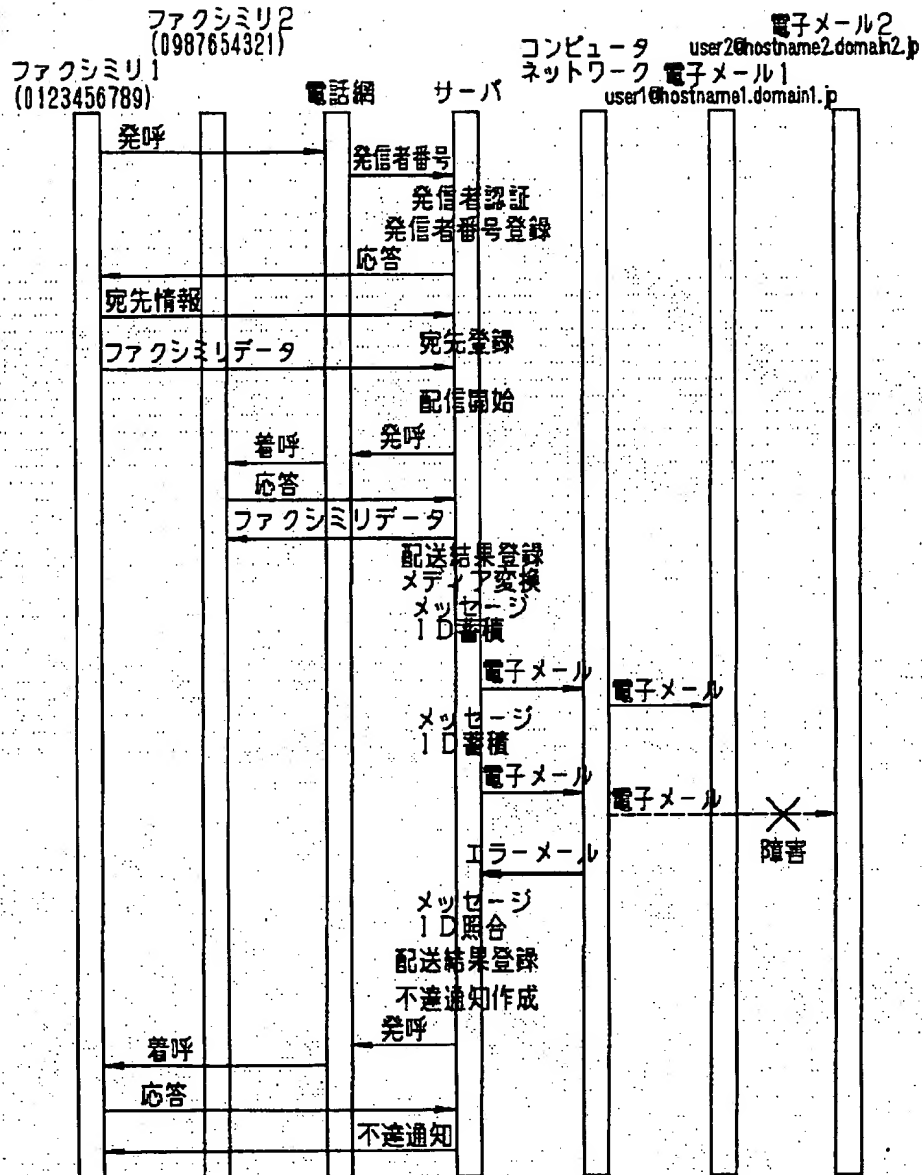 ファクシミリ2
(0987654321)
電子メール2
user2@hostname2.domain2.jp
コンピュータ
ネットワーク
ファクシミリ1
(0123456789)
電話網
サーバ
電子メール1
user1@hostname1.domain1.jp
発呼
発信者番号
発信者認証
発信者番号登録
応答
宛先情報
宛先登録
ファクシミリデータ
配信開始
発呼
着呼
応答
ファクシミリデータ
配送結果登録
メディア変換
メッセージ
ID蓄積
電子メール
電子メール
メッセージ
ID蓄積
電子メール
電子メール
障害
エラーメール
メッセージ
ID照合
配送結果登録
不達通知作成
発呼
着呼
応答
不達通知